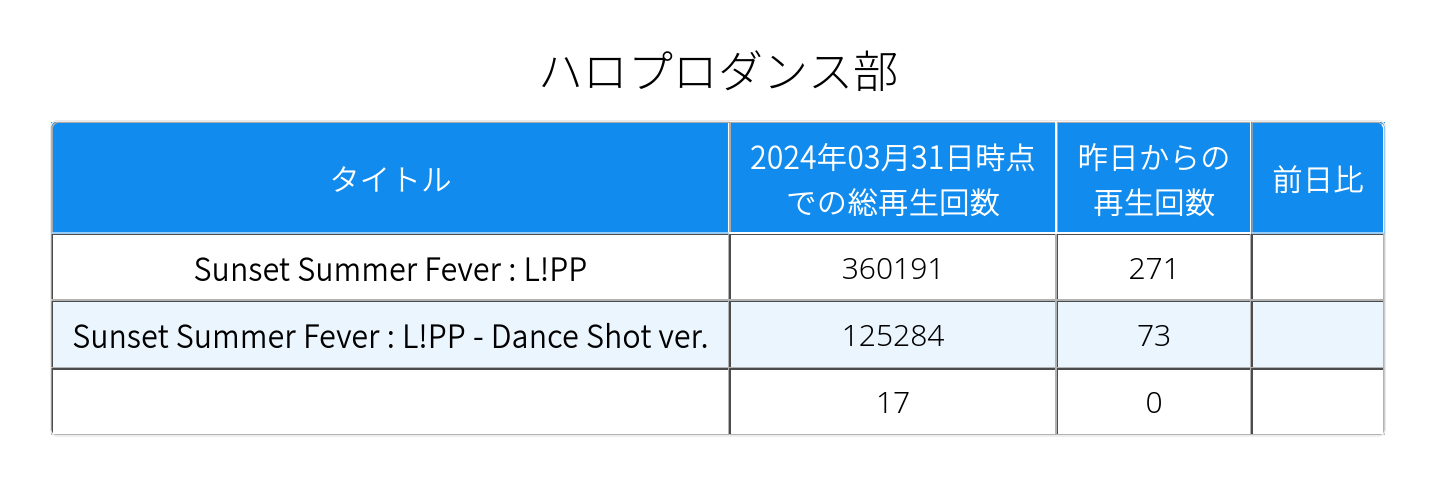 ハロプロダンス部
タイトル
2024年03月31日時点
での総再生回数
昨日からの
再生回数
前日比
Sunset Summer Fever : L!PP
360191
271
Sunset Summer Fever : L!PP - Dance Shot ver.
125284
73
17
0